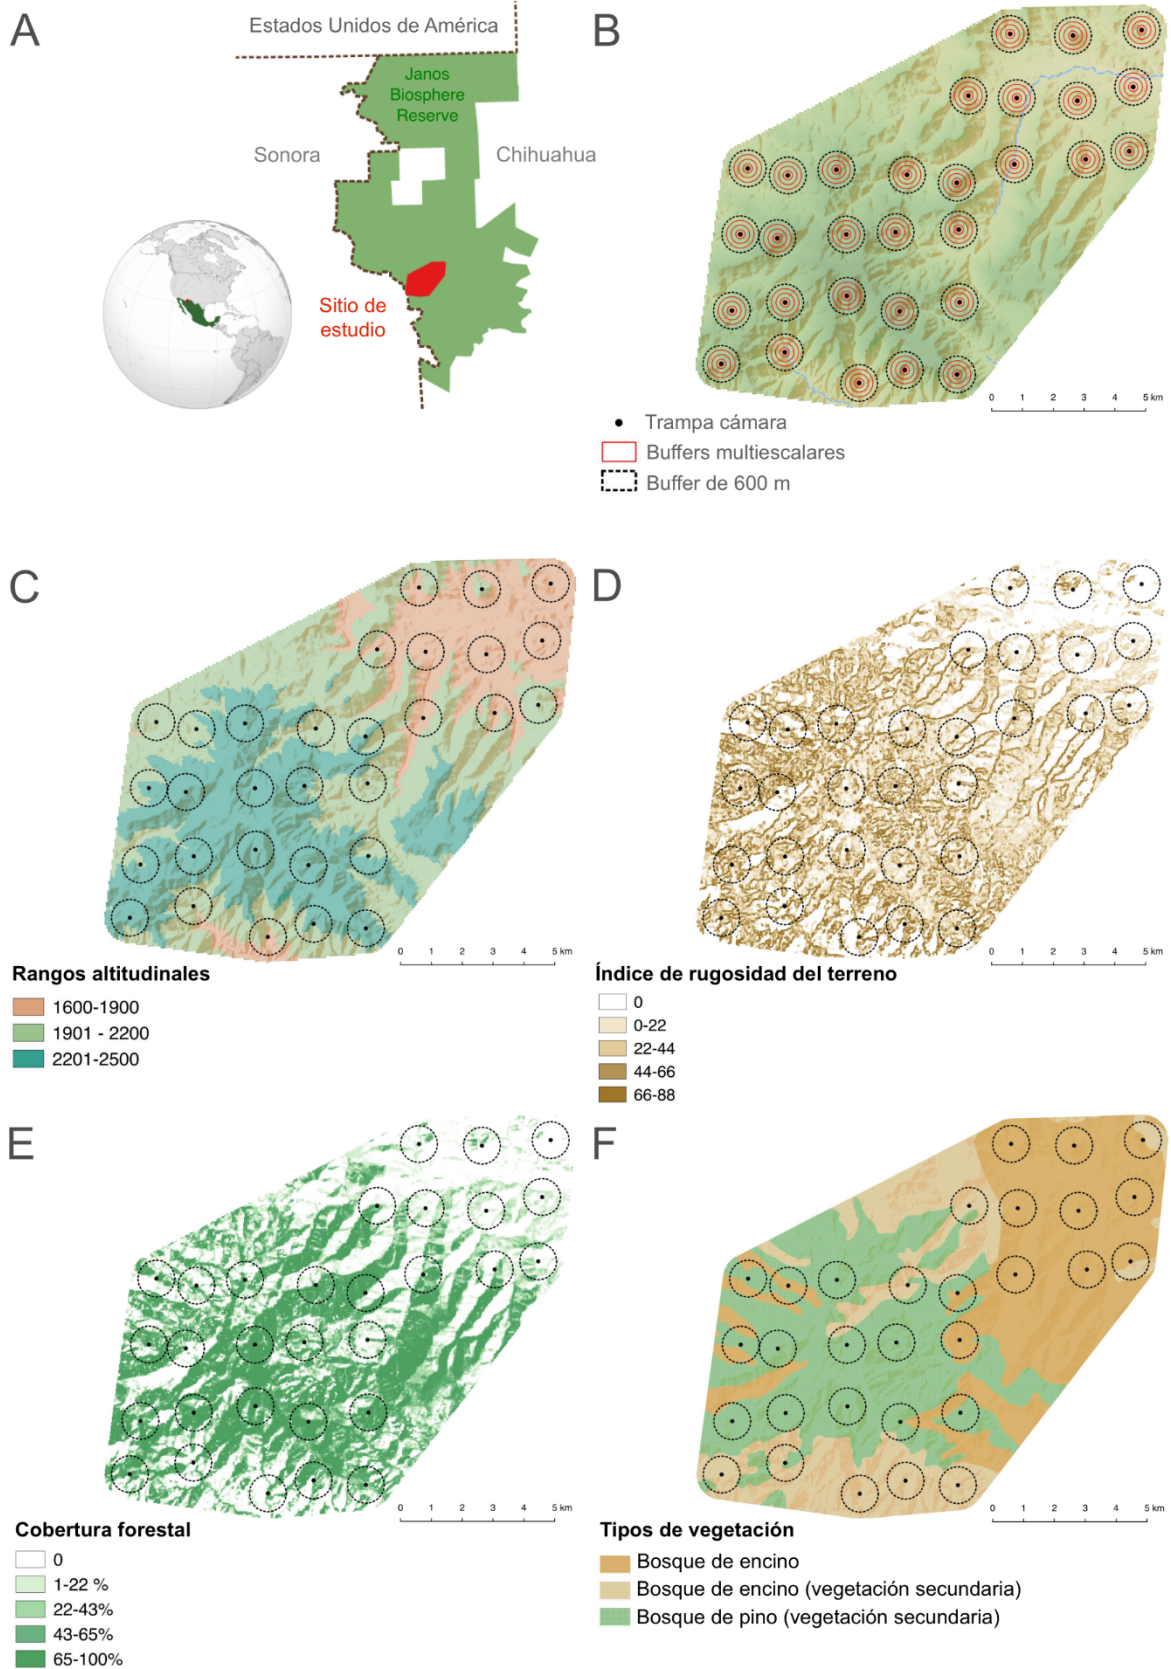 A
Estados Unidos de América
Janos
Biosphere
Reserve
Sonora
Chihuahua
Sitio de
estudio
B
0 1 2 3 4 5 km
Trampa cámara
Buffers multiescalares
Buffer de 600 m
C
0 1 2 3 4 5 km
Rangos altitudinales
1600-1900
1901 - 2200
2201-2500
D
0 1 2 3 4 5 km
Índice de rugosidad del terreno
0
0-22
22-44
44-66
66-88
E
0 1 2 3 4 5 km
Cobertura forestal
0
1-22 %
22-43%
43-65%
65-100%
F
0 1 2 3 4 5 km
Tipos de vegetación
Bosque de encino
Bosque de encino (vegetación secundaria)
Bosque de pino (vegetación secundaria)